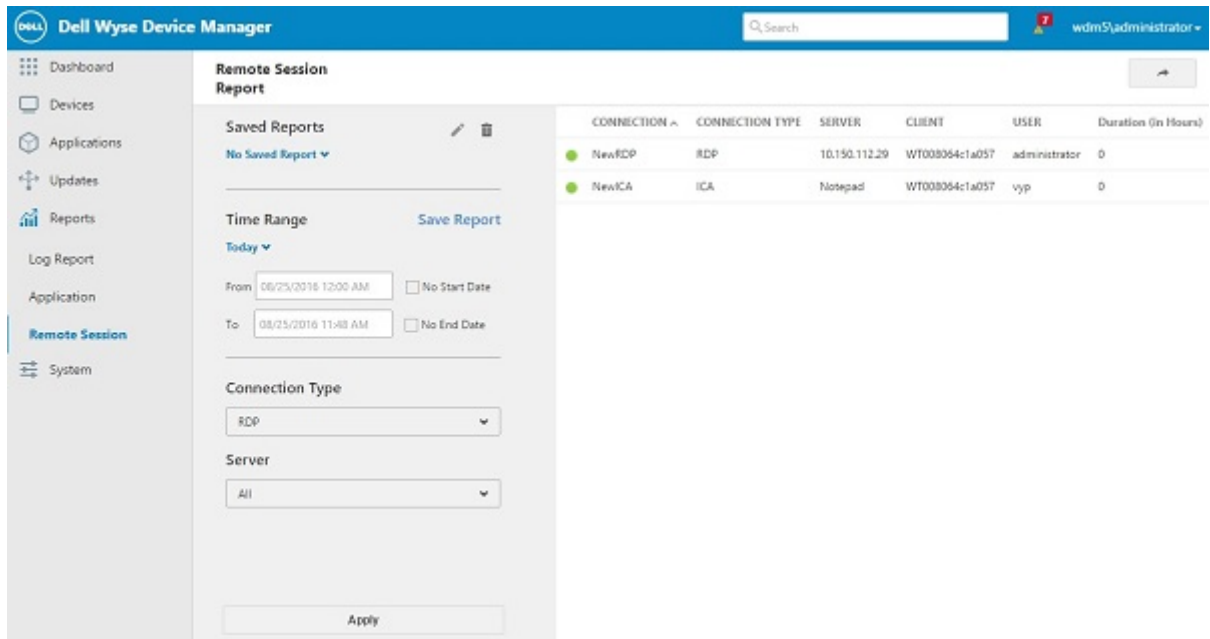 DELL Dell Wyse Device Manager
Search
7
wdm5\administrator
Dashboard
Devices
Applications
Updates
Reports
Log Report
Application
Remote Session
System
Remote Session
Report
Saved Reports
No Saved Report
Time Range Save Report
Today
From 08/25/2016 12:00 AM No Start Date
To 08/25/2016 11:48 AM No End Date
Connection Type
RDP
Server
All
Apply
CONNECTION CONNECTION TYPE SERVER CLIENT USER Duration (in Hours)
NewRDP RDP 10.150.112.29 WT008064c1a057 administrator 0
NewICA ICA Notepad WT008064c1a057 vyp 0